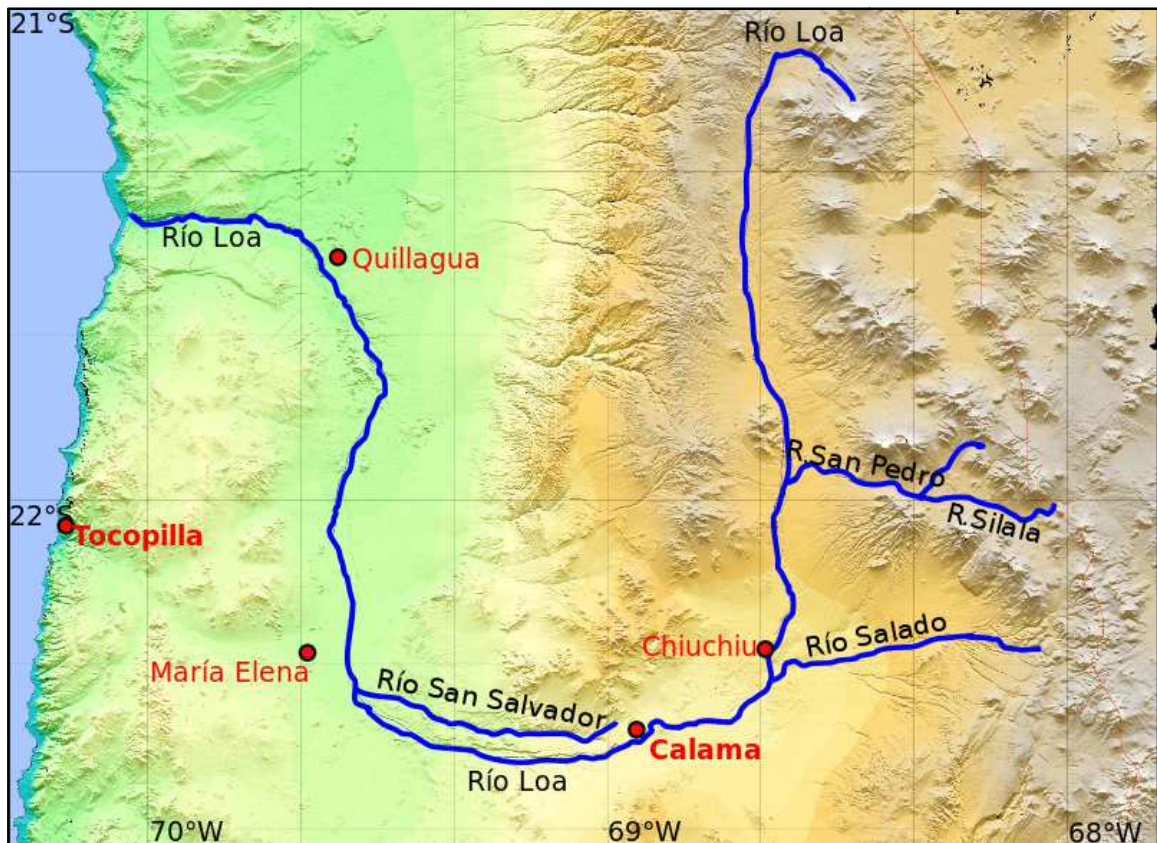 21°S
Río Loa
Río Loa
Quillagua
R.San Pedro
22°S
R.Silala
Tocopilla
Chiuchiu
Río Salado
María Elena
Río San Salvador
Calama
Río Loa
70°W
69°W
68°W